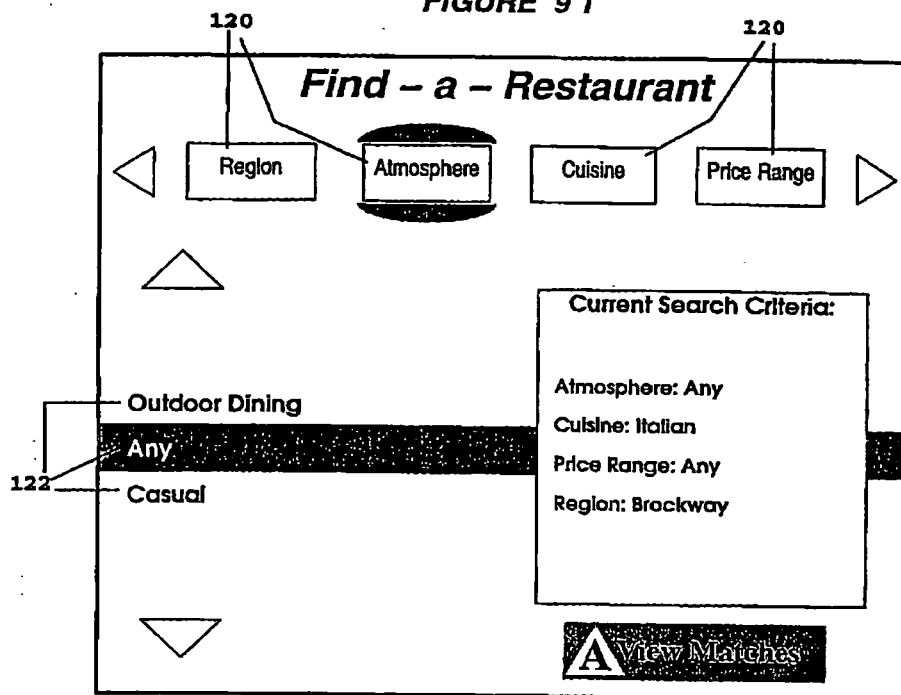 FIGURE 9f
120 120
Find – a – Restaurant
Region Atmosphere Cuisine Price Range
Current Search Criteria:
Atmosphere: Any
Outdoor Dining
Cuisine: Italian
Any
Price Range: Any
122
Casual
Region: Brockway
A View Matches